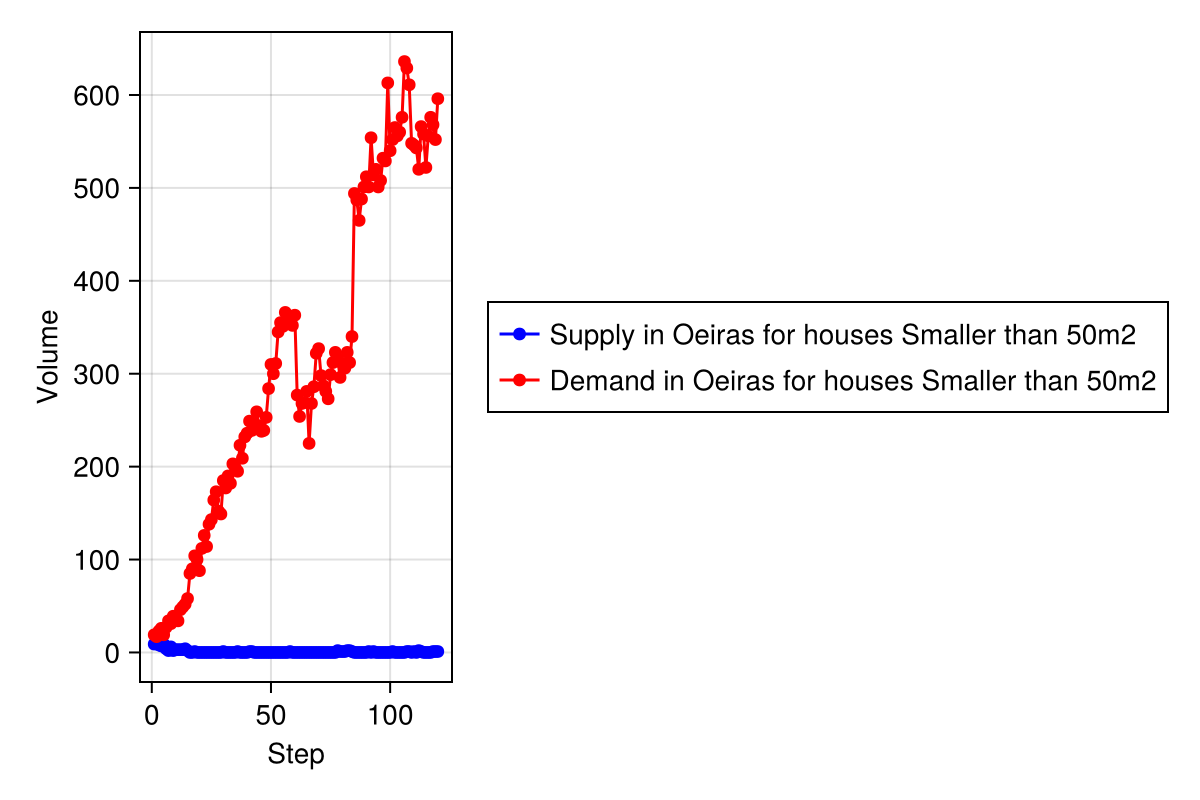 600
500
400
300
200
100
0
Volume
0 50 100
Step
Supply in Oeiras for houses Smaller than 50m2
Demand in Oeiras for houses Smaller than 50m2